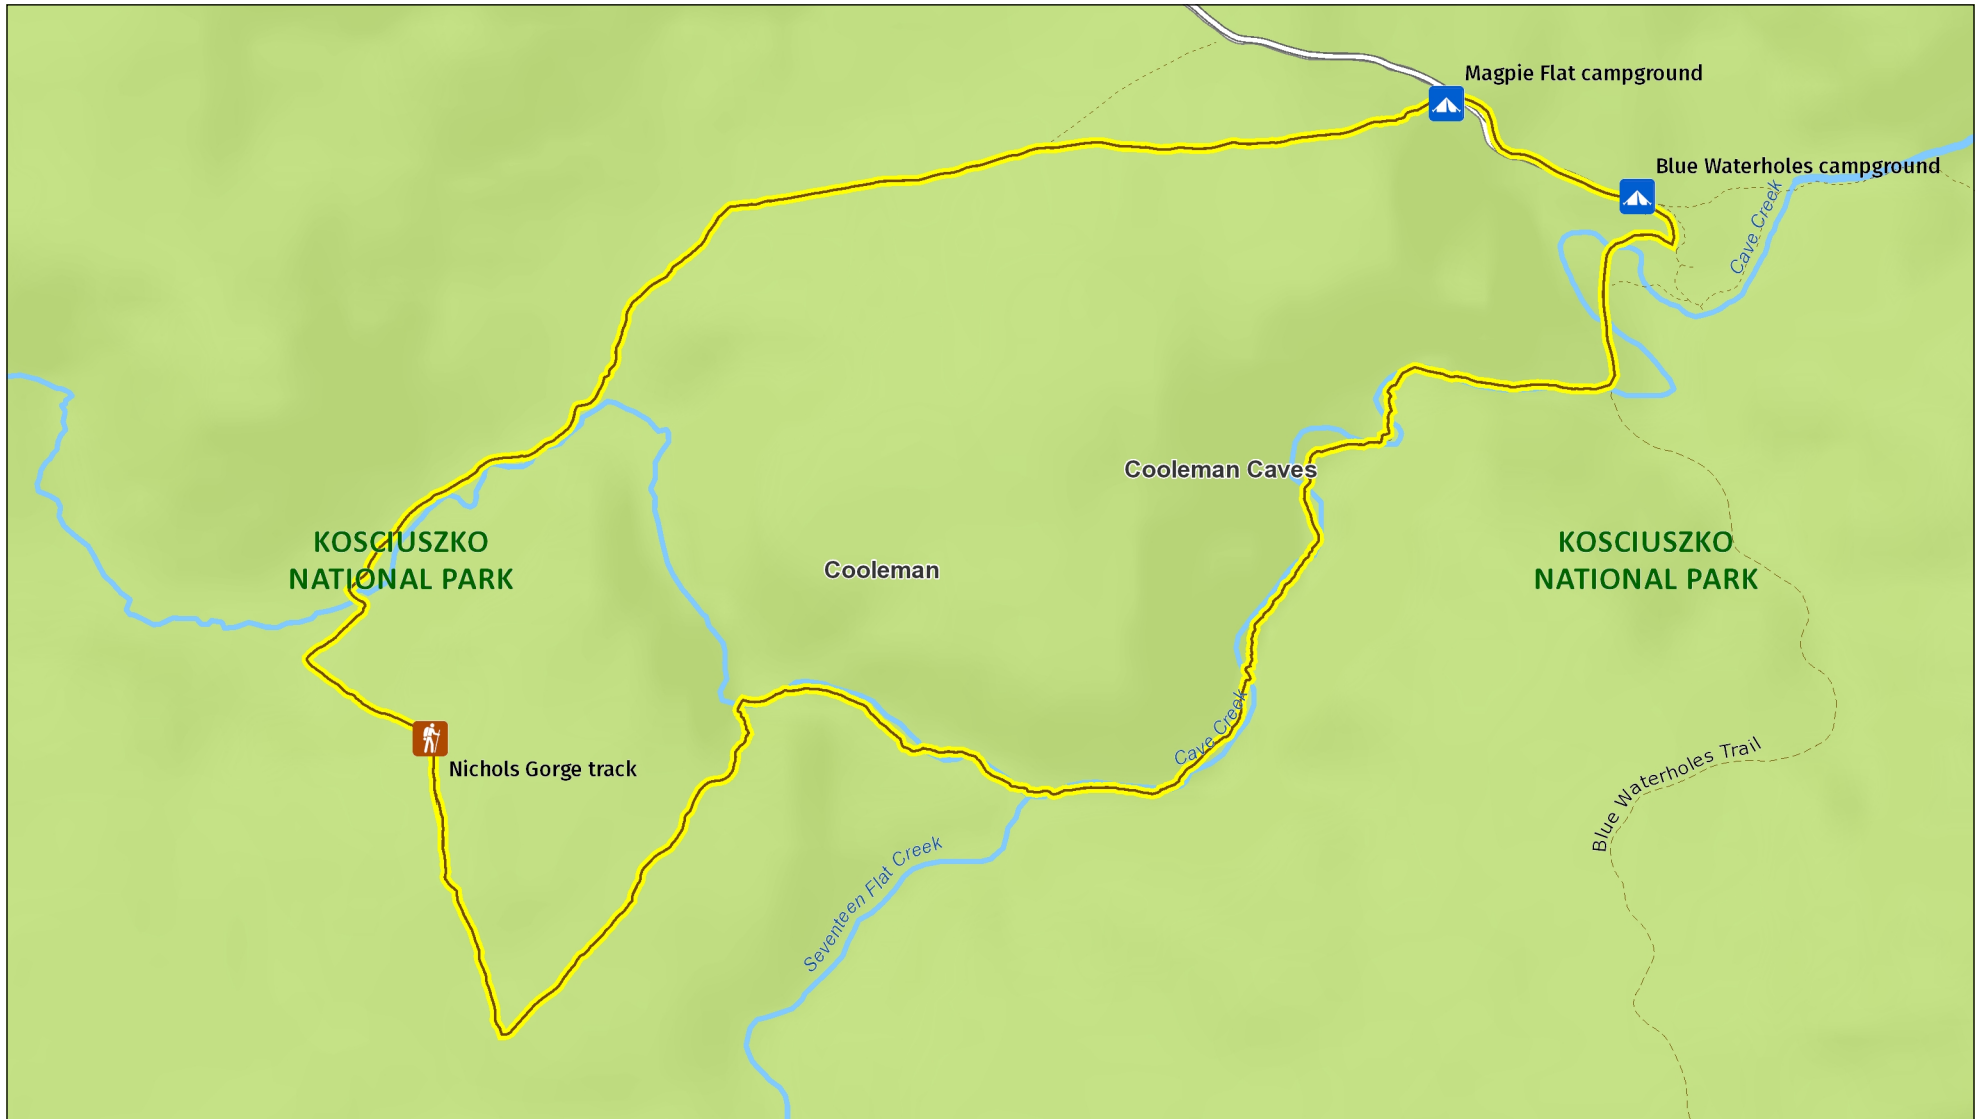 Magpie Flat campground
Blue Waterholes campground
Cave Creek
Cooleman Caves
KOSCIUSZKO
NATIONAL PARK
Cooleman
KOSCIUSZKO
NATIONAL PARK
Cave Creek
Nichols Gorge track
Blue Waterholes Trail
Seventeen Flat Creek